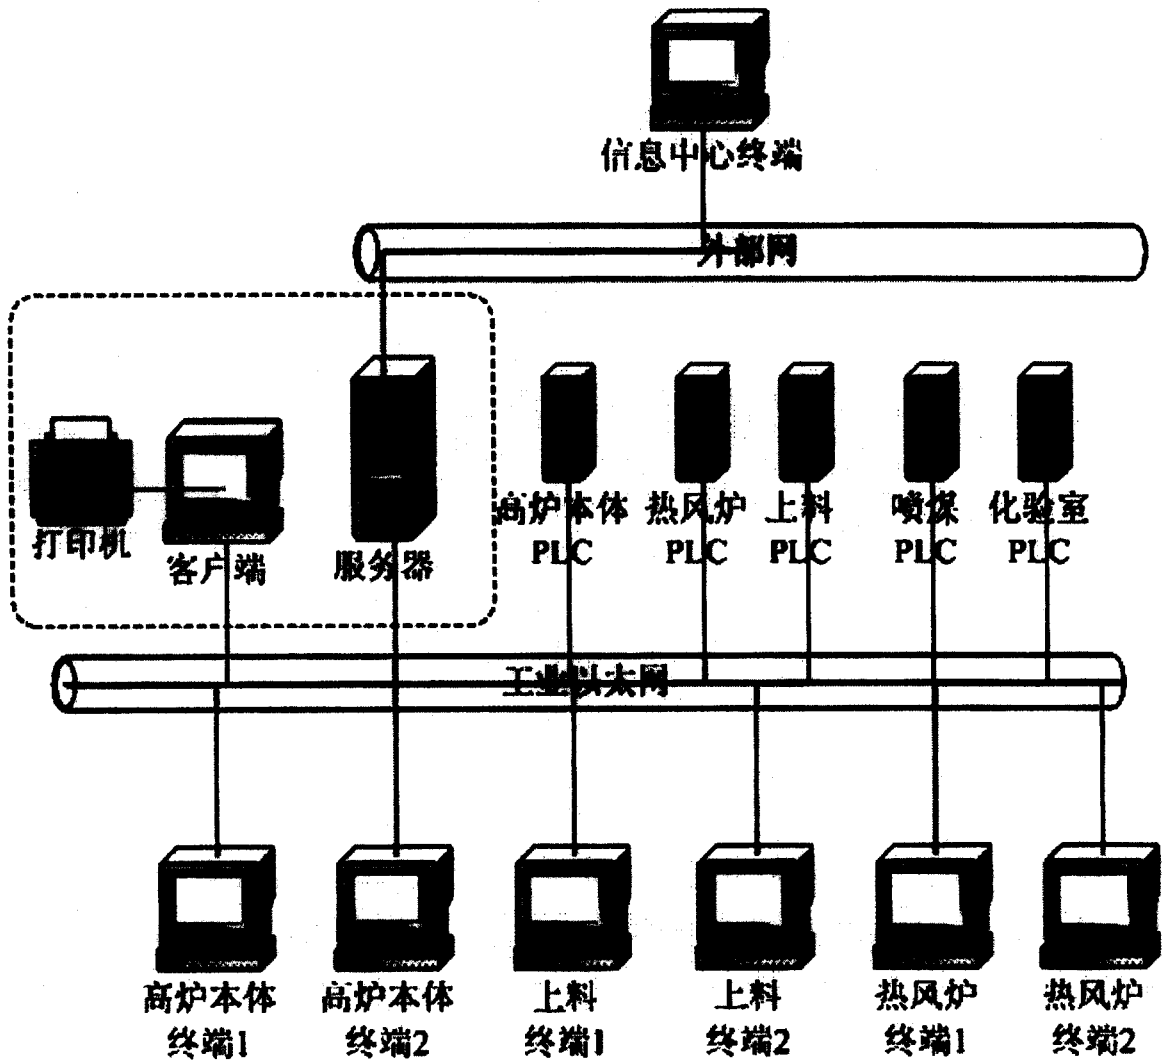 信息中心终端
外部网
打印机
客户端
服务器
高炉本体
PLC
热风炉
PLC
上料
PLC
喷煤
PLC
化验室
PLC
工业以太网
高炉本体
终端1
高炉本体
终端2
上料
终端1
上料
终端2
热风炉
终端1
热风炉
终端2